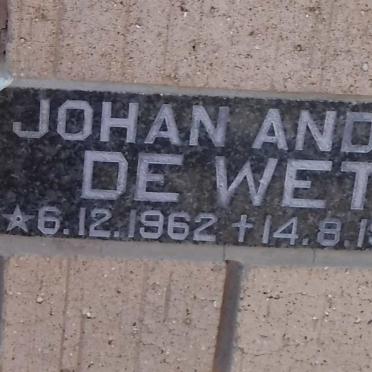 JOHAN AND
DE WET
☆ 6.12.1962 † 14.8.1